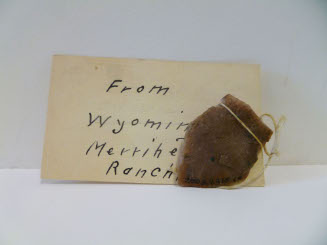 From
Wyomin
Merrihe
Ranch